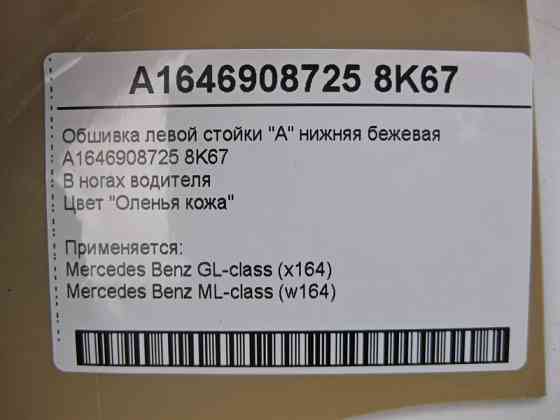 A1646908725 8K67
Обшивка левой стойки "А" нижняя бежевая
A1646908725 8K67
В ногах водителя
Цвет "Оленья кожа"
Применяется:
Mercedes Benz GL-class (x164)
Mercedes Benz ML-class (w164)